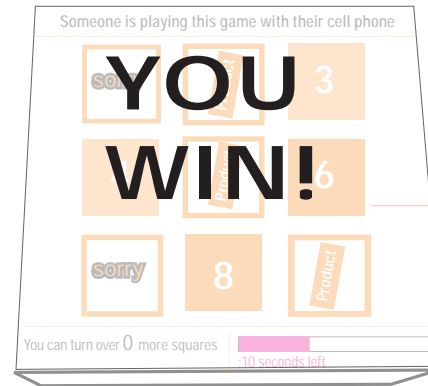 Someone is playing this game with their cell phone
YOU
WIN!
sorry
Product
3
Product
6
sorry
8
Product
You can turn over 0 more squares
:10 seconds left